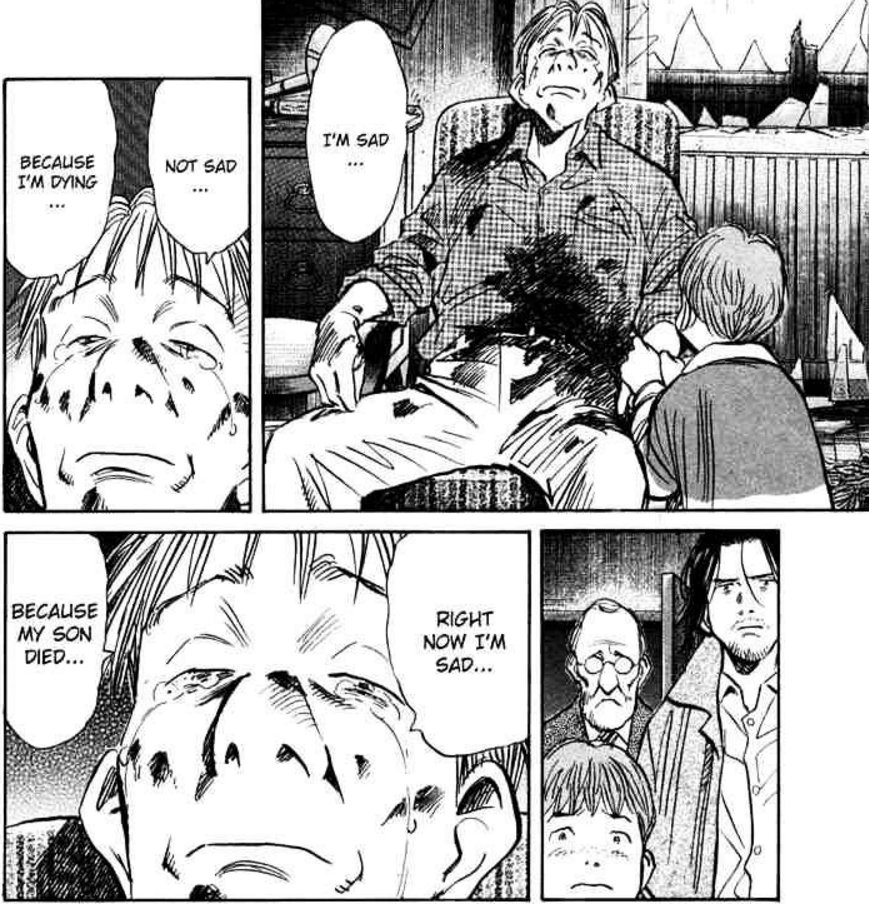 I'M SAD
...
NOT SAD
...
BECAUSE
I'M DYING
...
RIGHT
NOW I'M
SAD...
BECAUSE
MY SON
DIED...